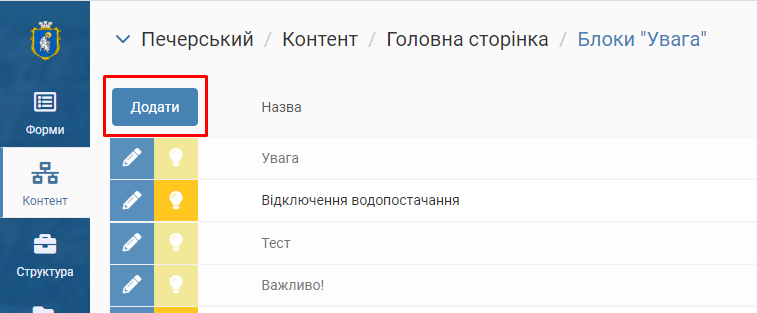 Печерський / Контент / Головна сторінка / Блоки "Увага"
Додати
Назва
Форми
Увага
Контент
Відключення водопостачання
Тест
Структура
Важливо!